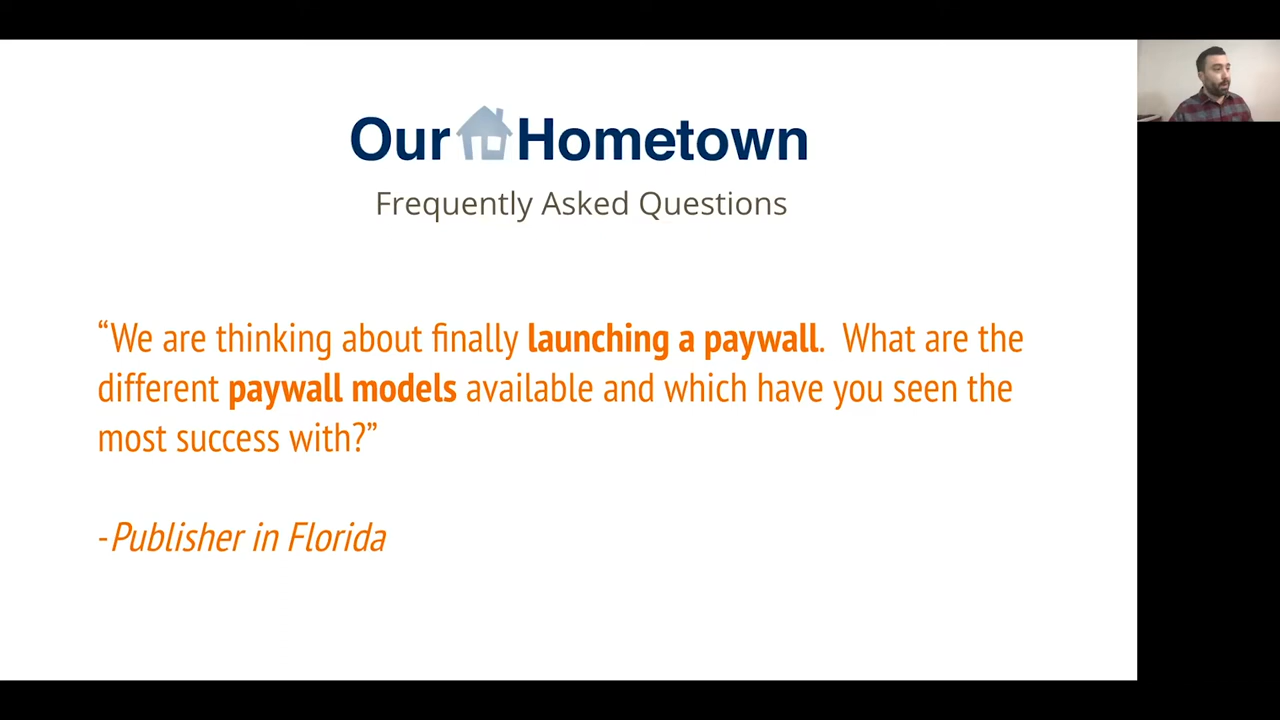 Our Hometown
Frequently Asked Questions
“We are thinking about finally launching a paywall.  What are the
different paywall models available and which have you seen the
most success with?”
-Publisher in Florida